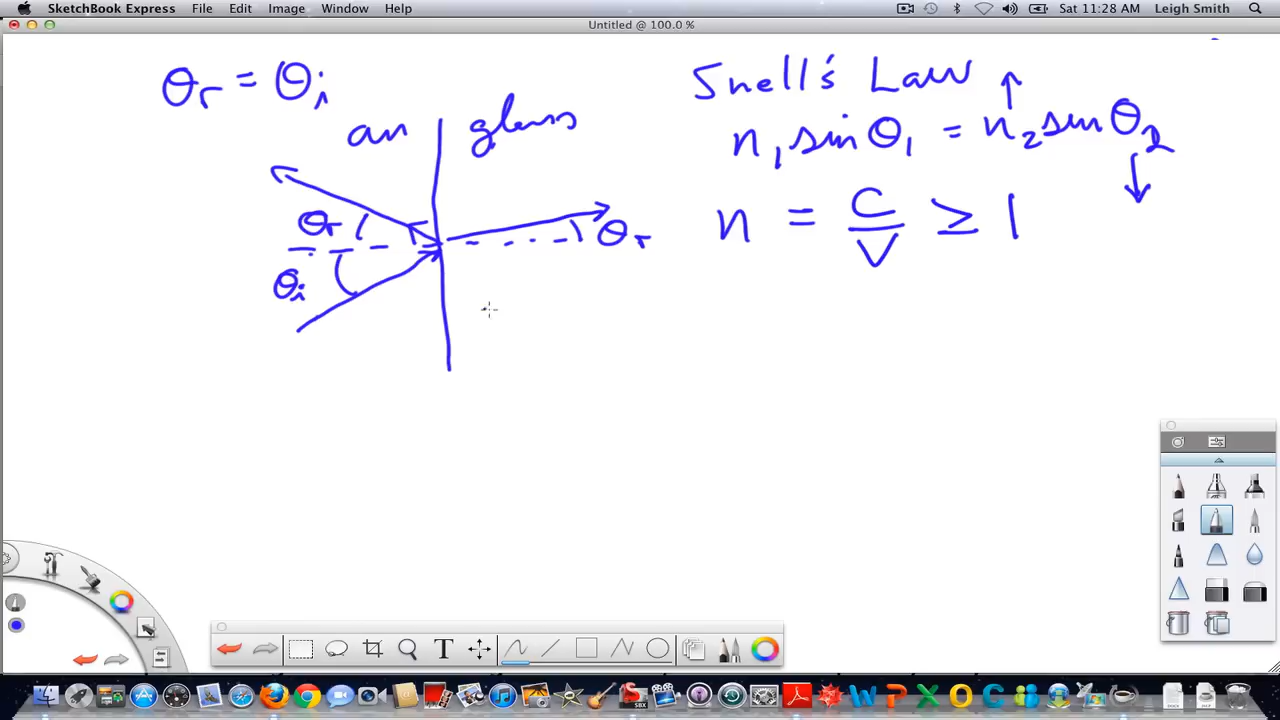 SketchBook Express File Edit Image Window Help Sat 11:28 AM Leigh Smith
Untitled @ 100.0 %
θr = θi
Snell's Law
n₁ sin θ₁ = n₂ sin θ₂
air glass
n = C/V ≥ 1
θr
θr
θi
T